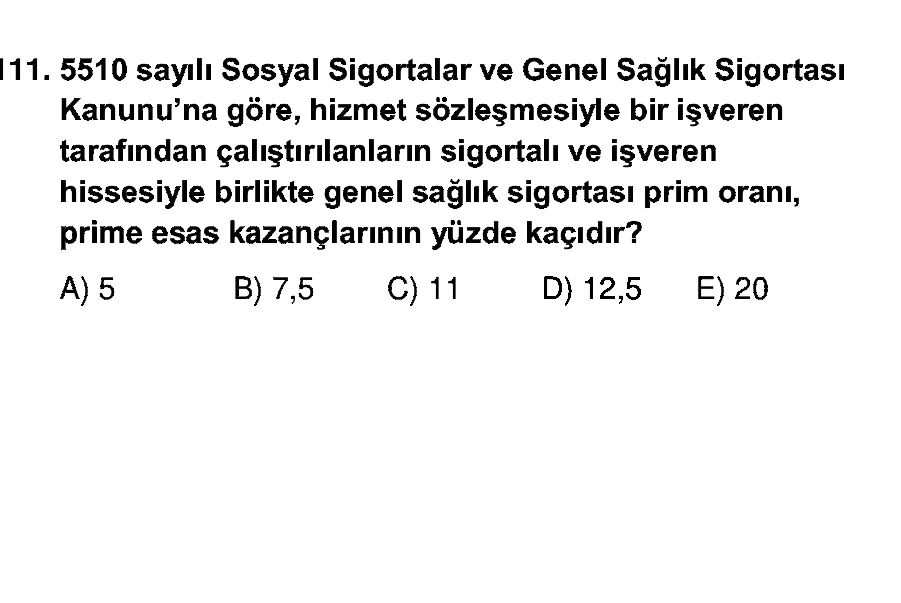 111. 5510 sayılı Sosyal Sigortalar ve Genel Sağlık Sigortası
Kanunu’na göre, hizmet sözleşmesiyle bir işveren
tarafından çalıştırılanların sigortalı ve işveren
hissesiyle birlikte genel sağlık sigortası prim oranı,
prime esas kazançlarının yüzde kaçıdır?
A) 5 B) 7,5 C) 11 D) 12,5 E) 20